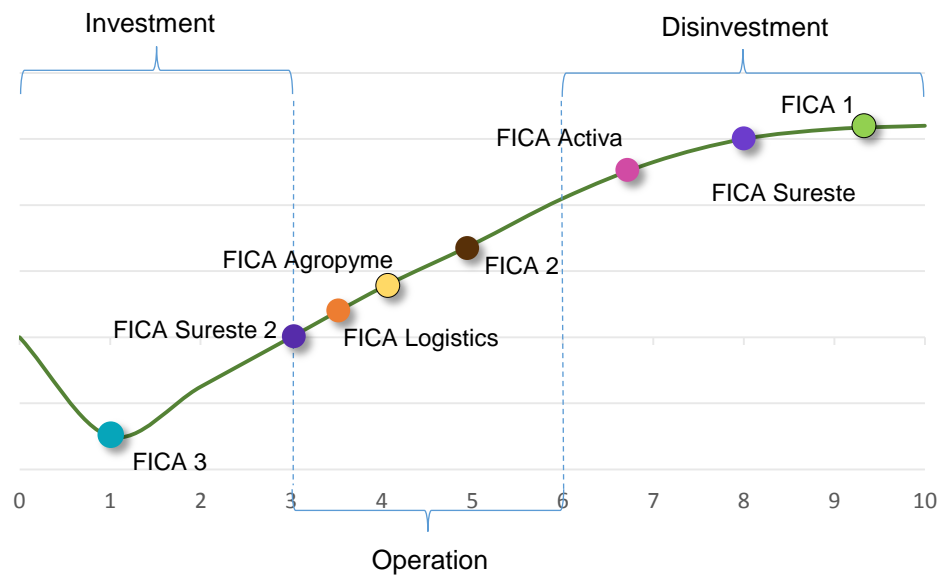 Investment
Disinvestment
FICA 1
FICA Activa
FICA Sureste
FICA Agropyme
FICA 2
FICA Sureste 2
FICA Logistics
FICA 3
0 1 2 3 4 5 6 7 8 9 10
Operation